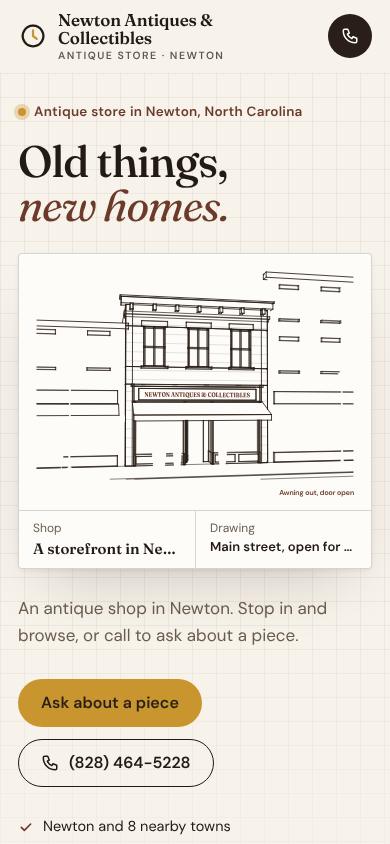 Newton Antiques &
Collectibles
ANTIQUE STORE · NEWTON
Antique store in Newton, North Carolina
Old things,
new homes.
NEWTON ANTIQUES & COLLECTIBLES
Awning out, door open
Shop
A storefront in Ne...
Drawing
Main street, open for ...
An antique shop in Newton. Stop in and
browse, or call to ask about a piece.
Ask about a piece
(828) 464-5228
Newton and 8 nearby towns